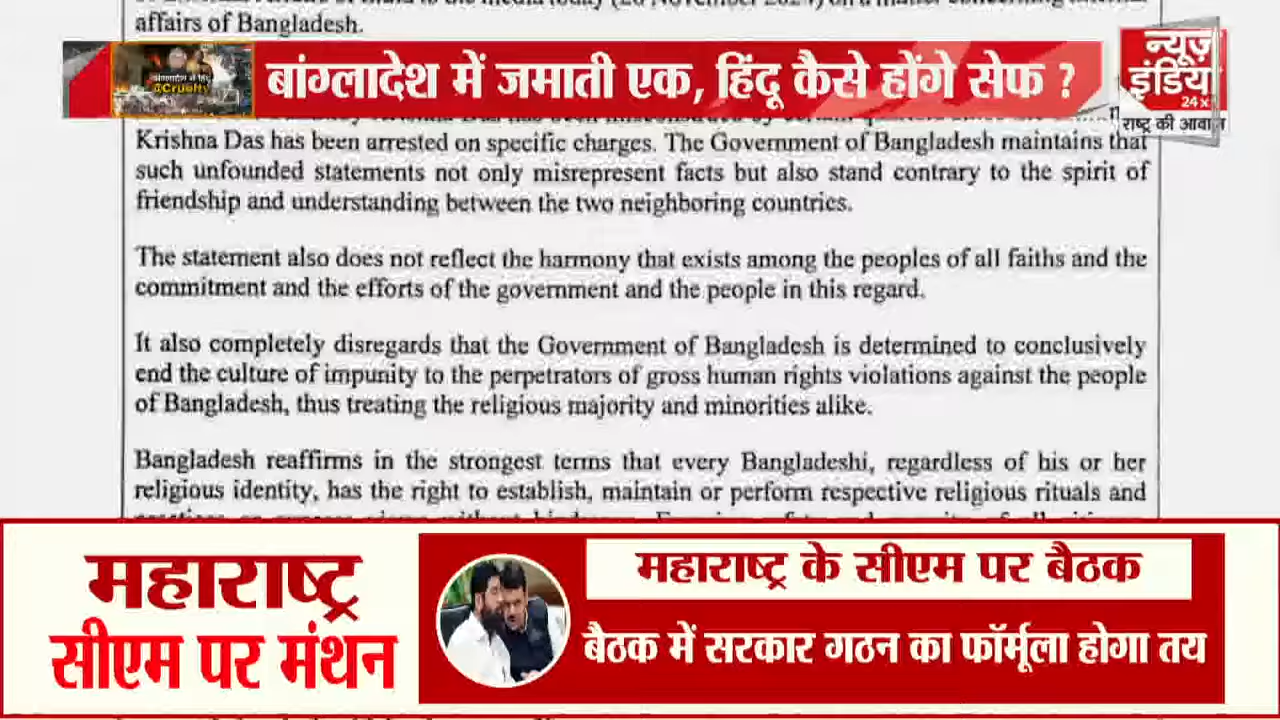 affairs of Bangladesh.
बांग्लादेश में हिंदू
@Cruelty
बांग्लादेश में जमाती एक, हिंदू कैसे होंगे सेफ ?
न्यूज़
इंडिया
24x7
राष्ट्र की आवाज़
Krishna Das has been arrested on specific charges. The Government of Bangladesh maintains that
such unfounded statements not only misrepresent facts but also stand contrary to the spirit of
friendship and understanding between the two neighboring countries.
The statement also does not reflect the harmony that exists among the peoples of all faiths and the
commitment and the efforts of the government and the people in this regard.
It also completely disregards that the Government of Bangladesh is determined to conclusively
end the culture of impunity to the perpetrators of gross human rights violations against the people
of Bangladesh, thus treating the religious majority and minorities alike.
Bangladesh reaffirms in the strongest terms that every Bangladeshi, regardless of his or her
religious identity, has the right to establish, maintain or perform respective religious rituals and
महाराष्ट्र
सीएम पर मंथन
महाराष्ट्र के सीएम पर बैठक
बैठक में सरकार गठन का फॉर्मूला होगा तय